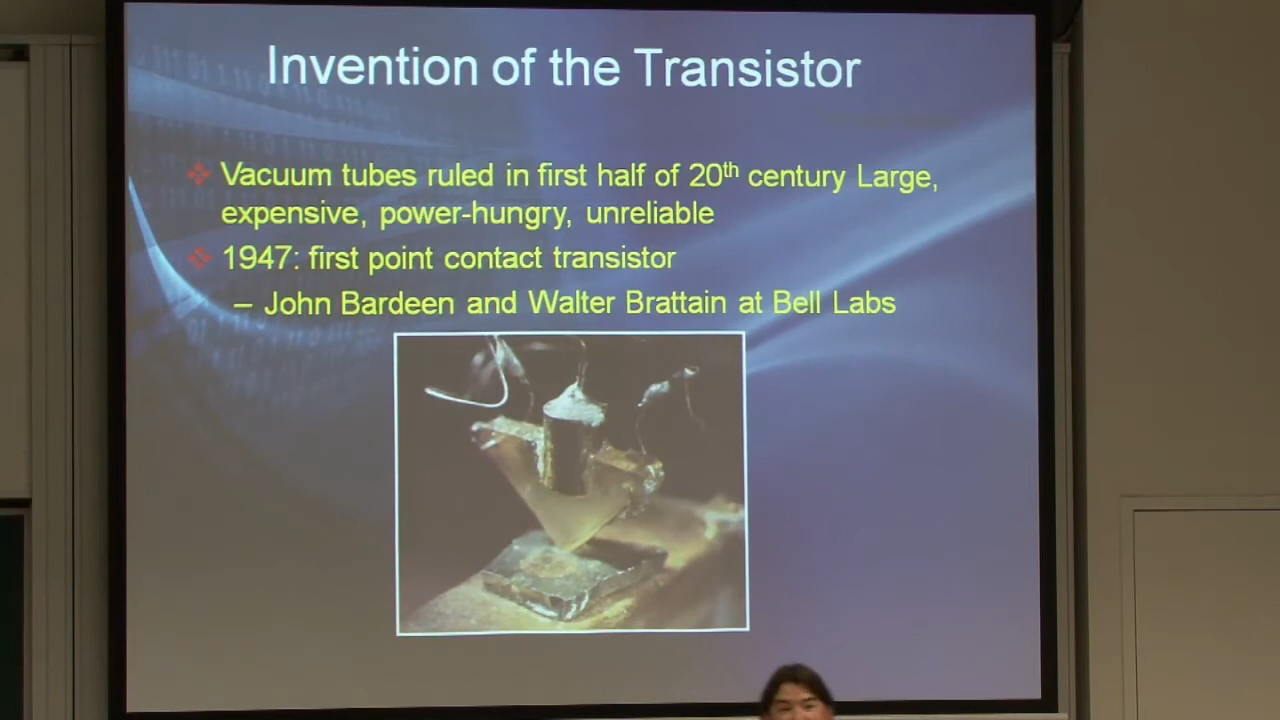 Invention of the Transistor
Vacuum tubes ruled in first half of 20th century Large,
expensive, power-hungry, unreliable
1947: first point contact transistor
– John Bardeen and Walter Brattain at Bell Labs